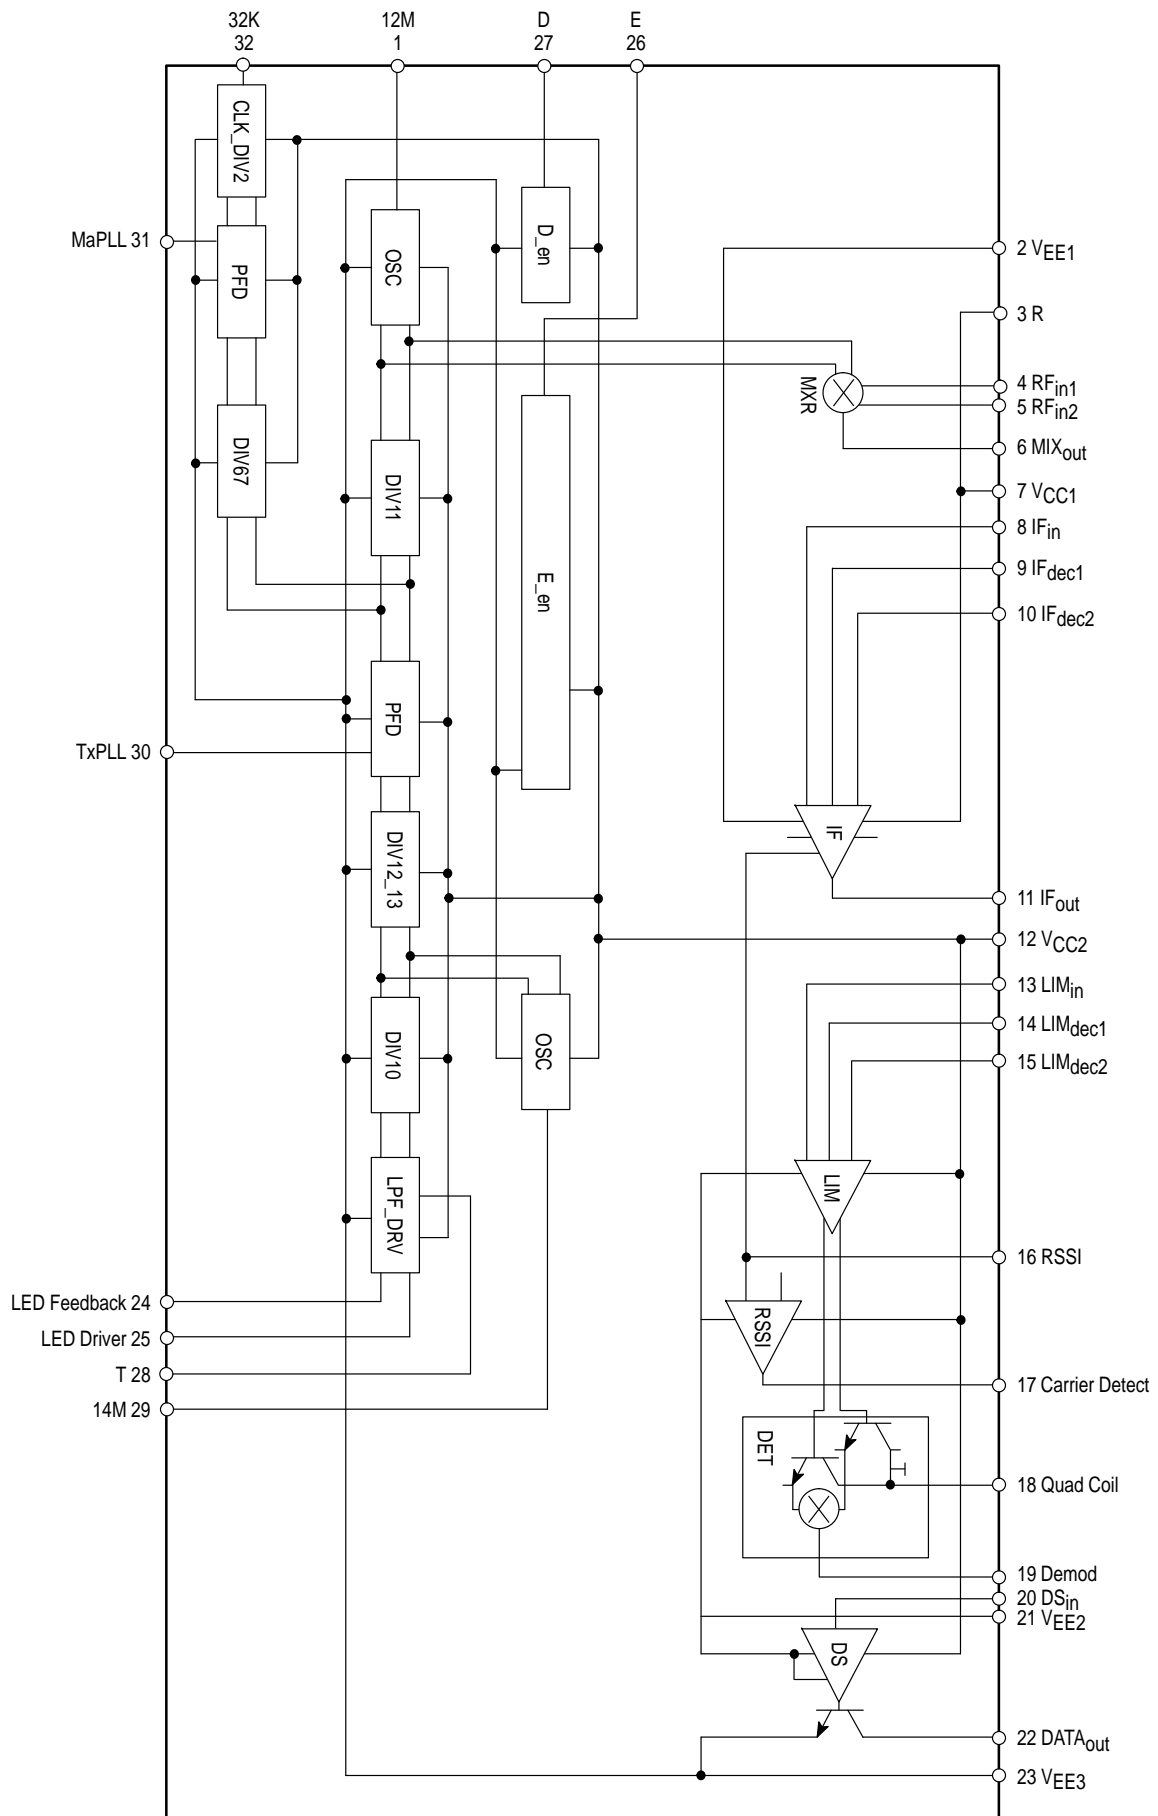 32K
32
12M
1
D
27
E
26
CLK_DIV2
MaPLL 31
PFD
DIV67
OSC
D_en
DIV11
E_en
PFD
TxPLL 30
DIV12_13
DIV10
OSC
LPF_DRV
LED Feedback 24
LED Driver 25
T 28
14M 29
2 VEE1
3 R
MXR
4 RFin1
5 RFin2
6 MIXout
7 VCC1
8 IFin
9 IFdec1
10 IFdec2
IF
11 IFout
12 VCC2
13 LIMin
14 LIMdec1
15 LIMdec2
LIM
16 RSSI
RSSI
17 Carrier Detect
DET
18 Quad Coil
19 Demod
20 DSin
21 VEE2
DS
22 DATAout
23 VEE3